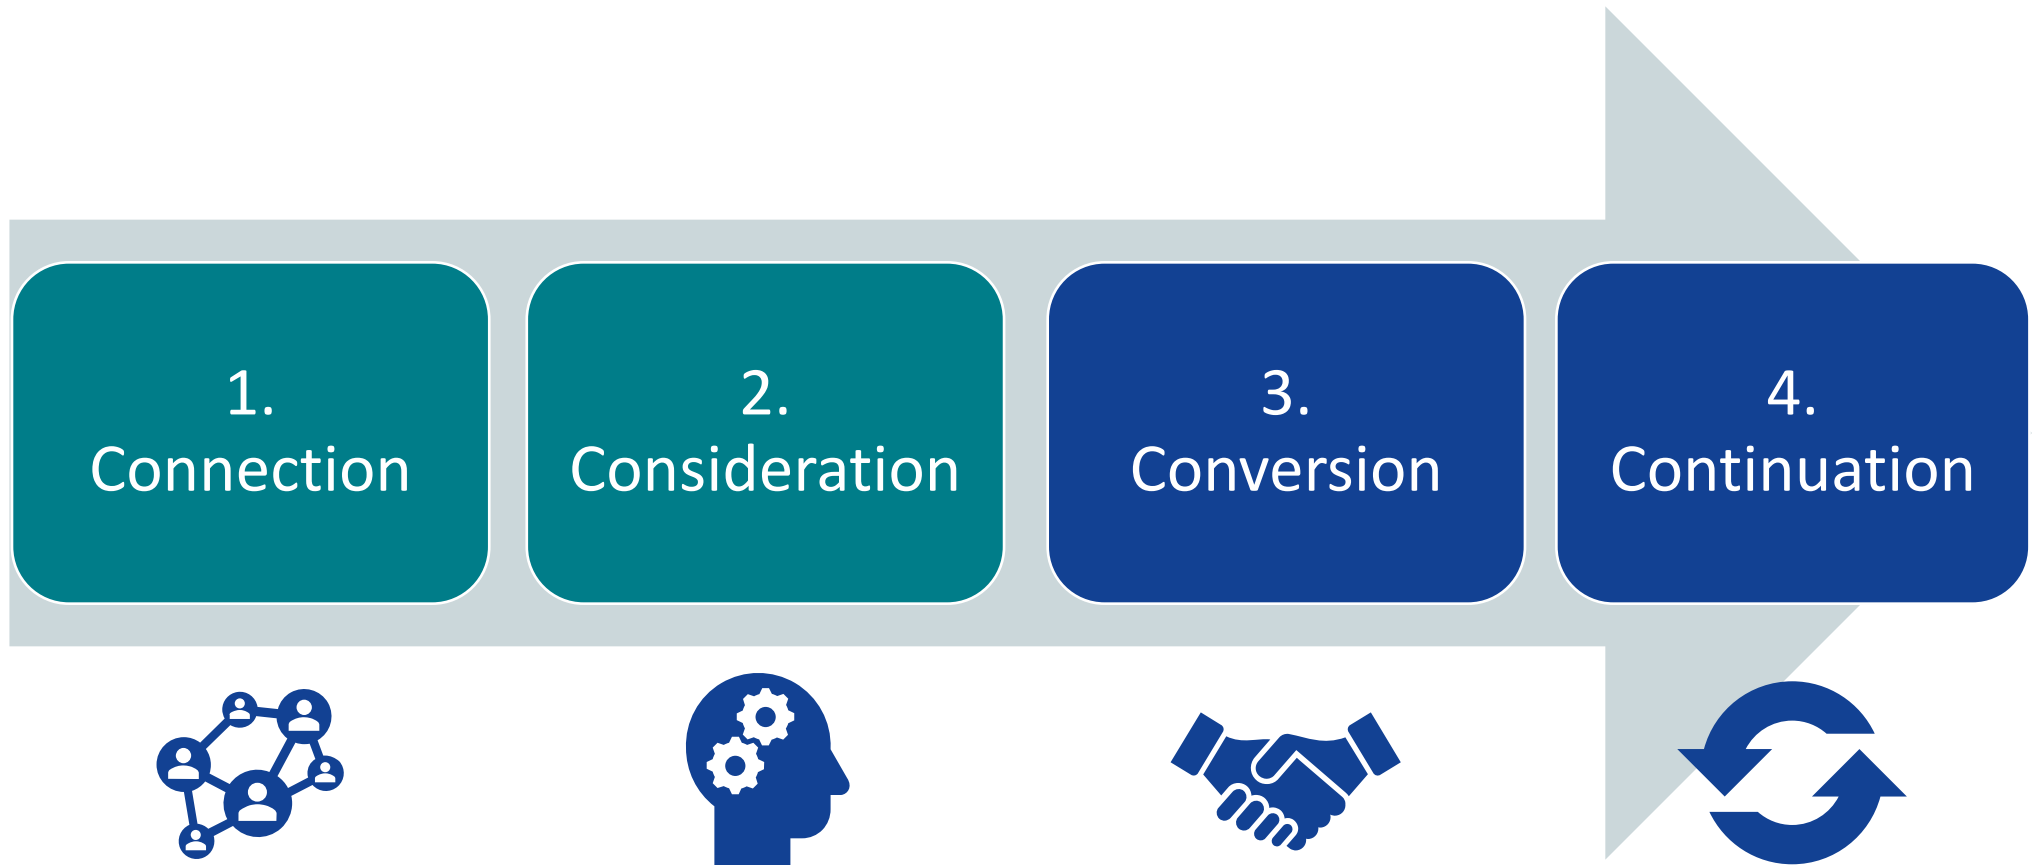 1.
Connection
2.
Consideration
3.
Conversion
4.
Continuation